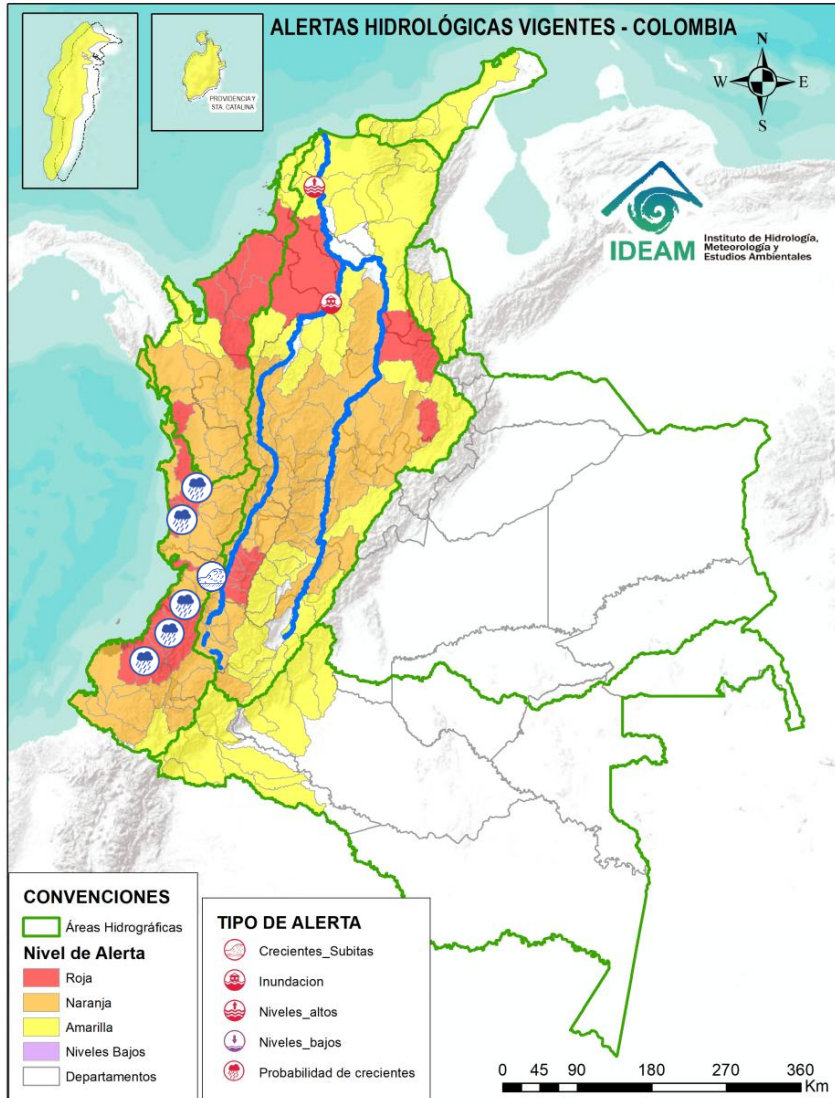 ALERTAS HIDROLÓGICAS VIGENTES - COLOMBIA
PROVIDENCIA Y
STA. CATALINA
N
W
E
S
IDEAM
Instituto de Hidrología,
Meteorología y
Estudios Ambientales
CONVENCIONES
Áreas Hidrográficas
Nivel de Alerta
Roja
Naranja
Amarilla
Niveles Bajos
Departamentos
TIPO DE ALERTA
Crecientes_Subitas
Inundacion
Niveles_altos
Niveles_bajos
Probabilidad de crecientes
0 45 90 180 270 360
Km